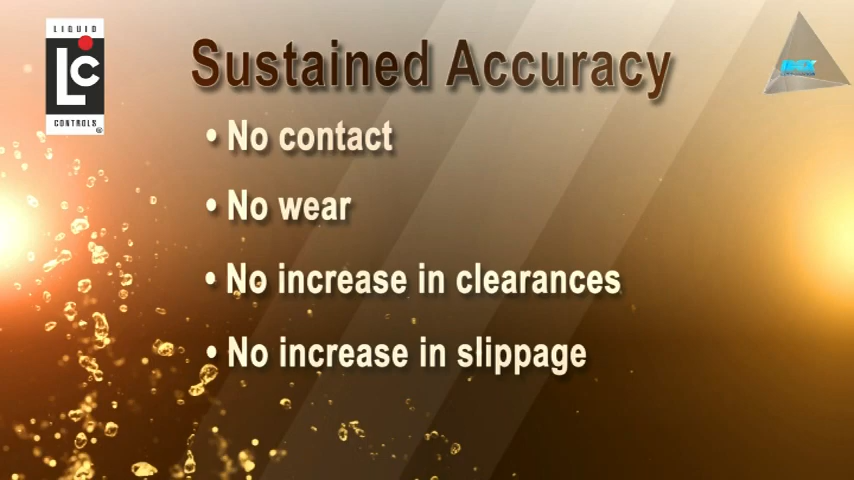 LIQUID
LC
CONTROLS
Sustained Accuracy
• No contact
• No wear
• No increase in clearances
• No increase in slippage